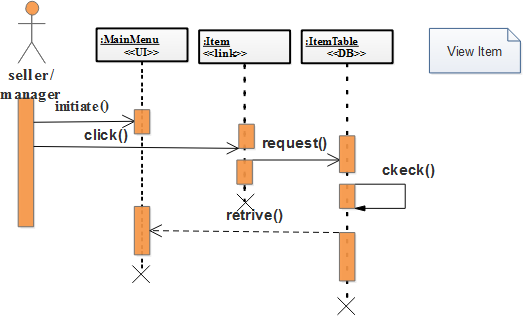 :MainMenu
<<UI>>
:Item
<<link>>
:ItemTable
<<DB>>
View Item
seller/
manager
initiate()
click()
request()
ckeck()
retrive()